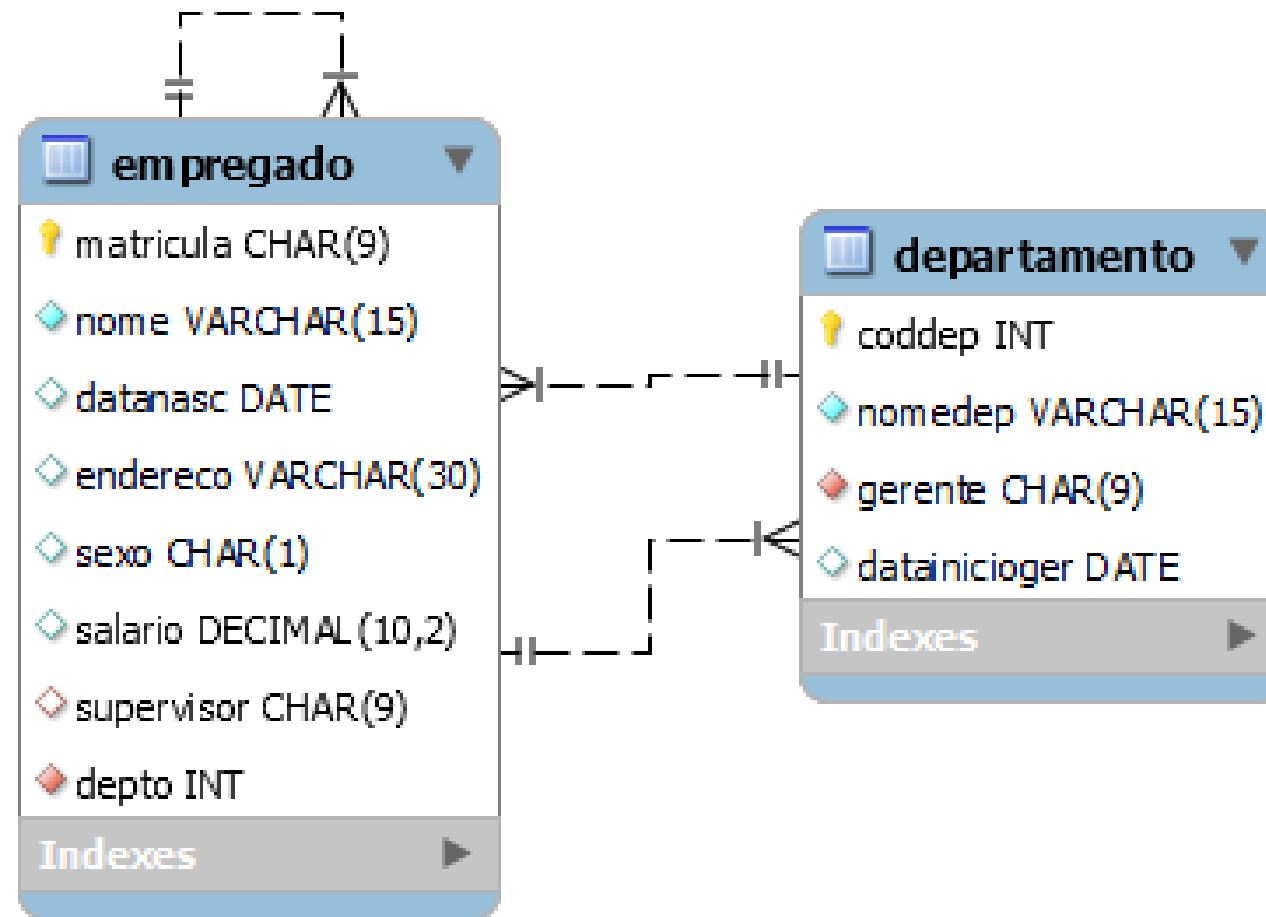 empregado
matricula CHAR(9)
nome VARCHAR(15)
datanasc DATE
endereco VARCHAR(30)
sexo CHAR(1)
salario DECIMAL(10,2)
supervisor CHAR(9)
depto INT
Indexes
departamento
coddep INT
nomedep VARCHAR(15)
gerente CHAR(9)
datainicioger DATE
Indexes